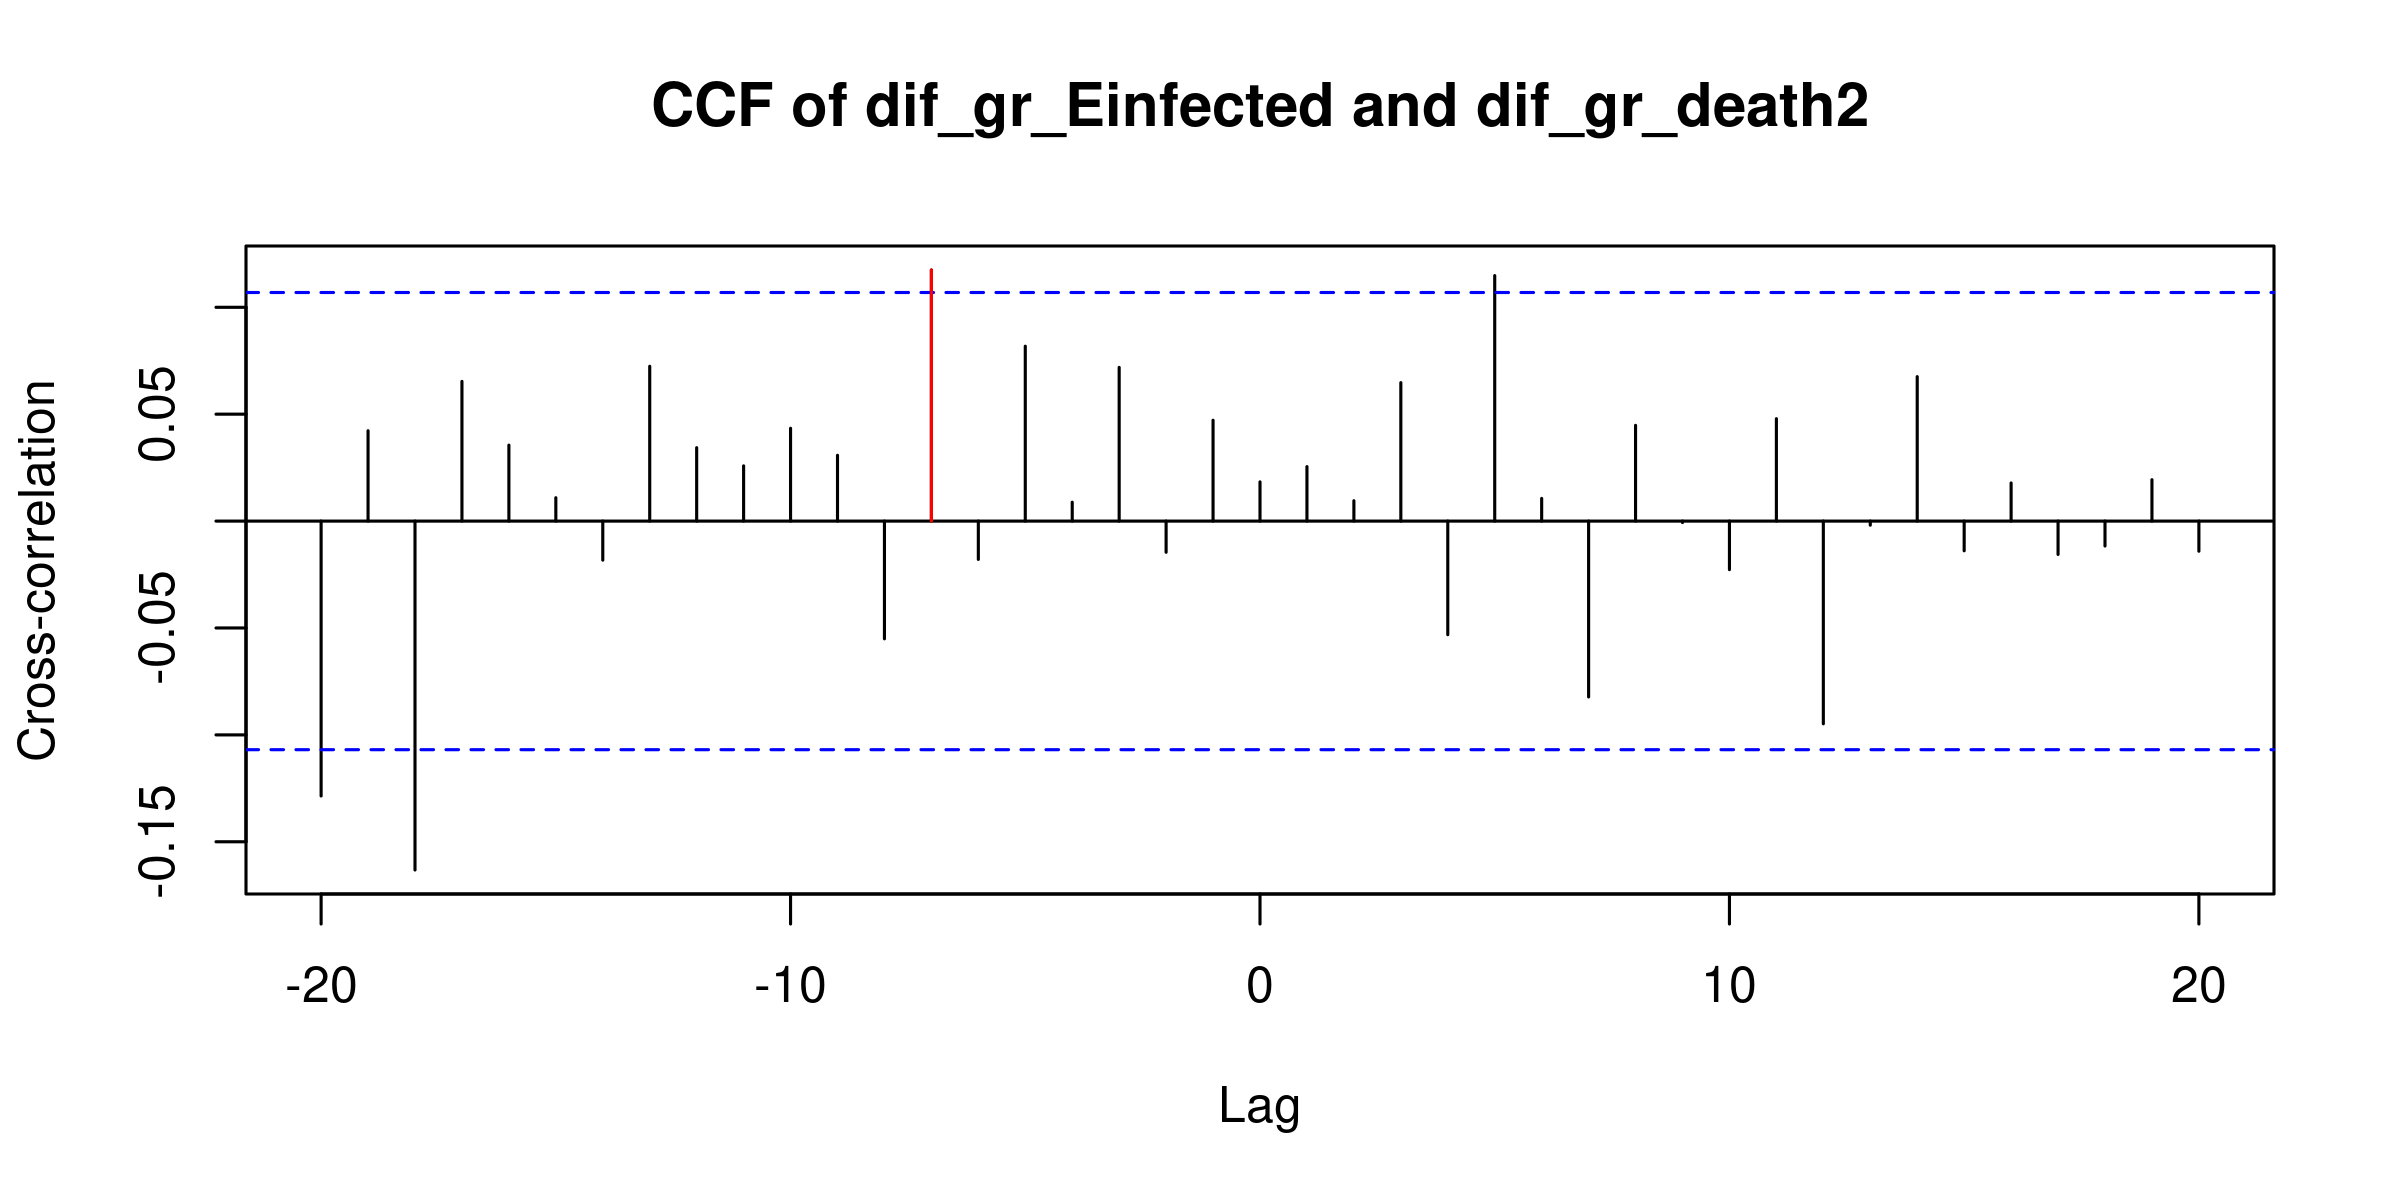 CCF of dif_gr_Einfected and dif_gr_death2
Cross-correlation
0.05
-0.05
-0.15
-20 -10 0 10 20
Lag